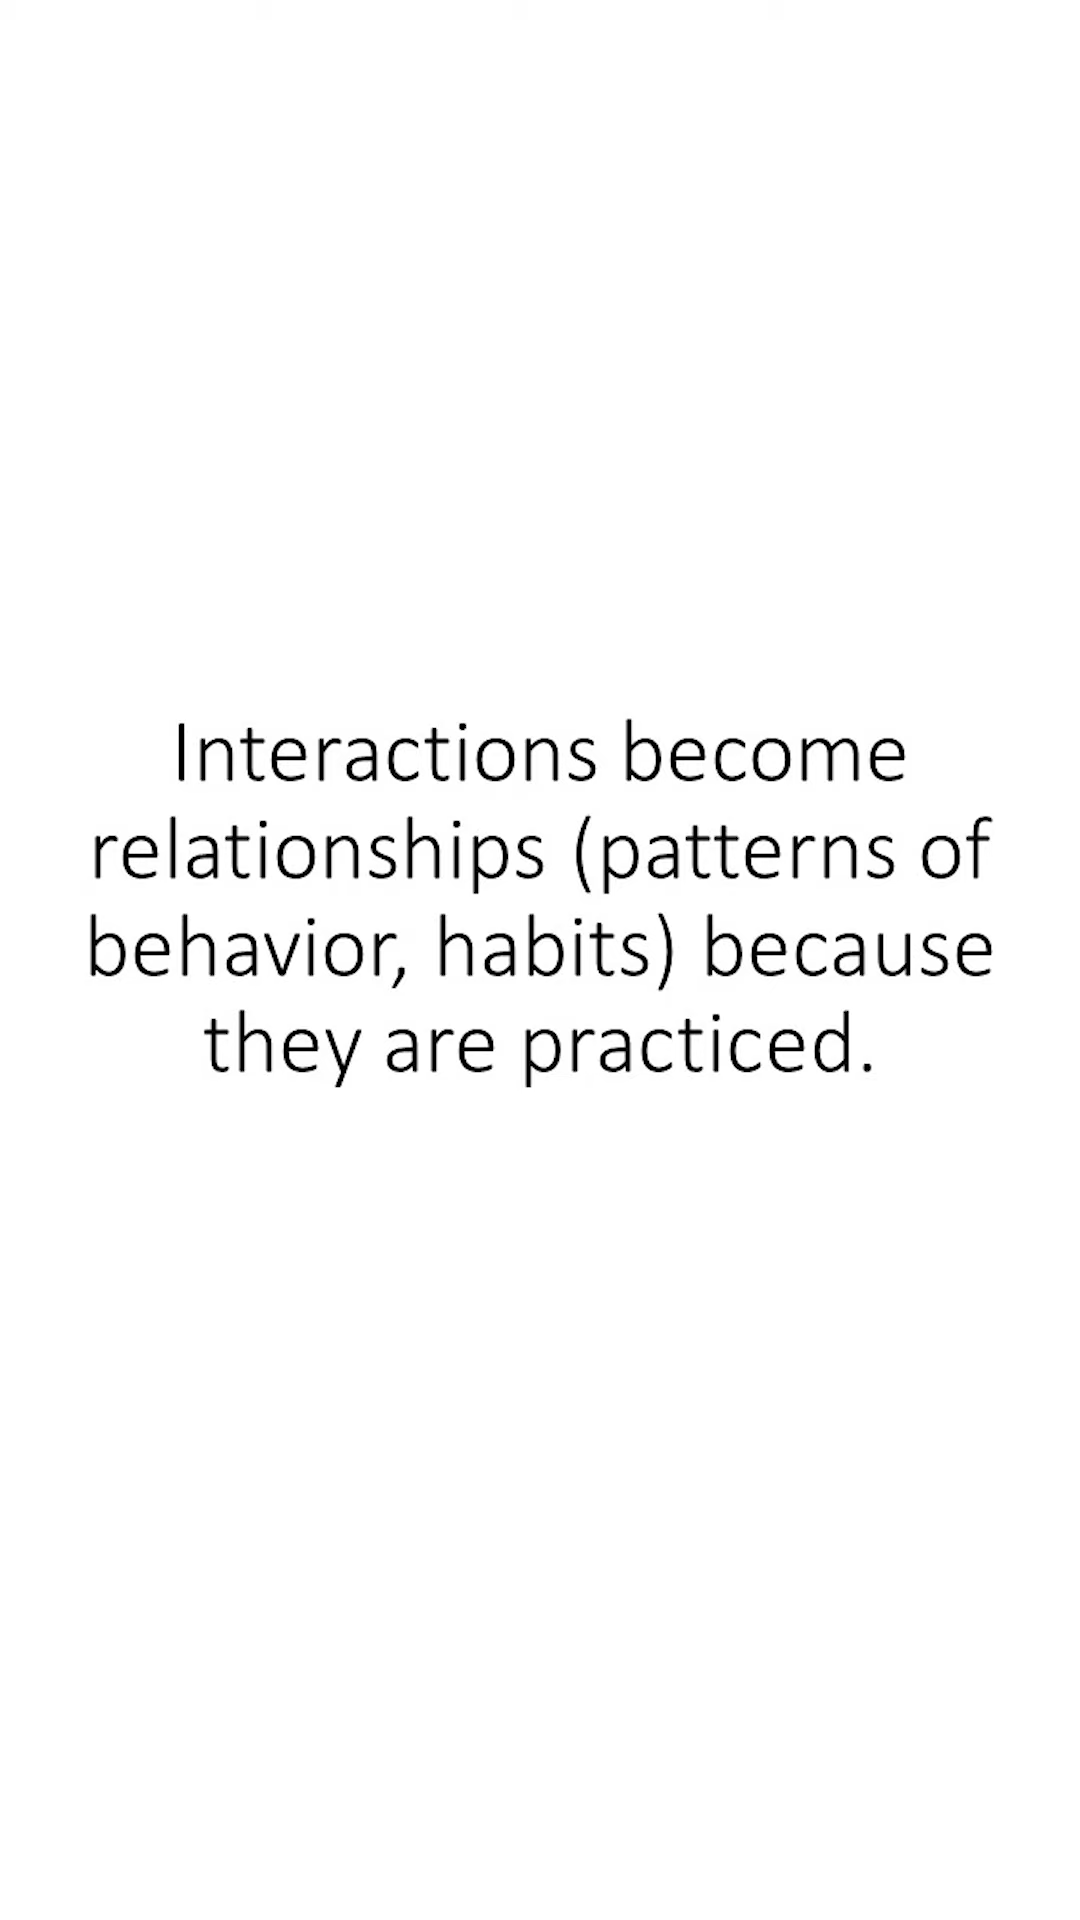 Interactions become
relationships (patterns of
behavior, habits) because
they are practiced.